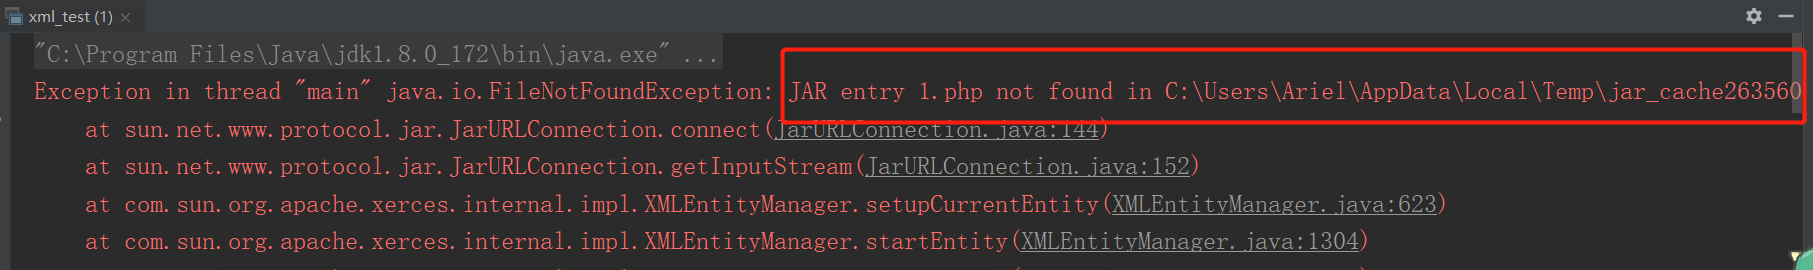 xml_test (1)
"C:\Program Files\Java\jdk1.8.0_172\bin\java.exe" ...
Exception in thread "main" java.io.FileNotFoundException: JAR entry 1.php not found in C:\Users\Ariel\AppData\Local\Temp\jar_cache263560
at sun.net.www.protocol.jar.JarURLConnection.connect(JarURLConnection.java:144)
at sun.net.www.protocol.jar.JarURLConnection.getInputStream(JarURLConnection.java:152)
at com.sun.org.apache.xerces.internal.impl.XMLEntityManager.setupCurrentEntity(XMLEntityManager.java:623)
at com.sun.org.apache.xerces.internal.impl.XMLEntityManager.startEntity(XMLEntityManager.java:1304)